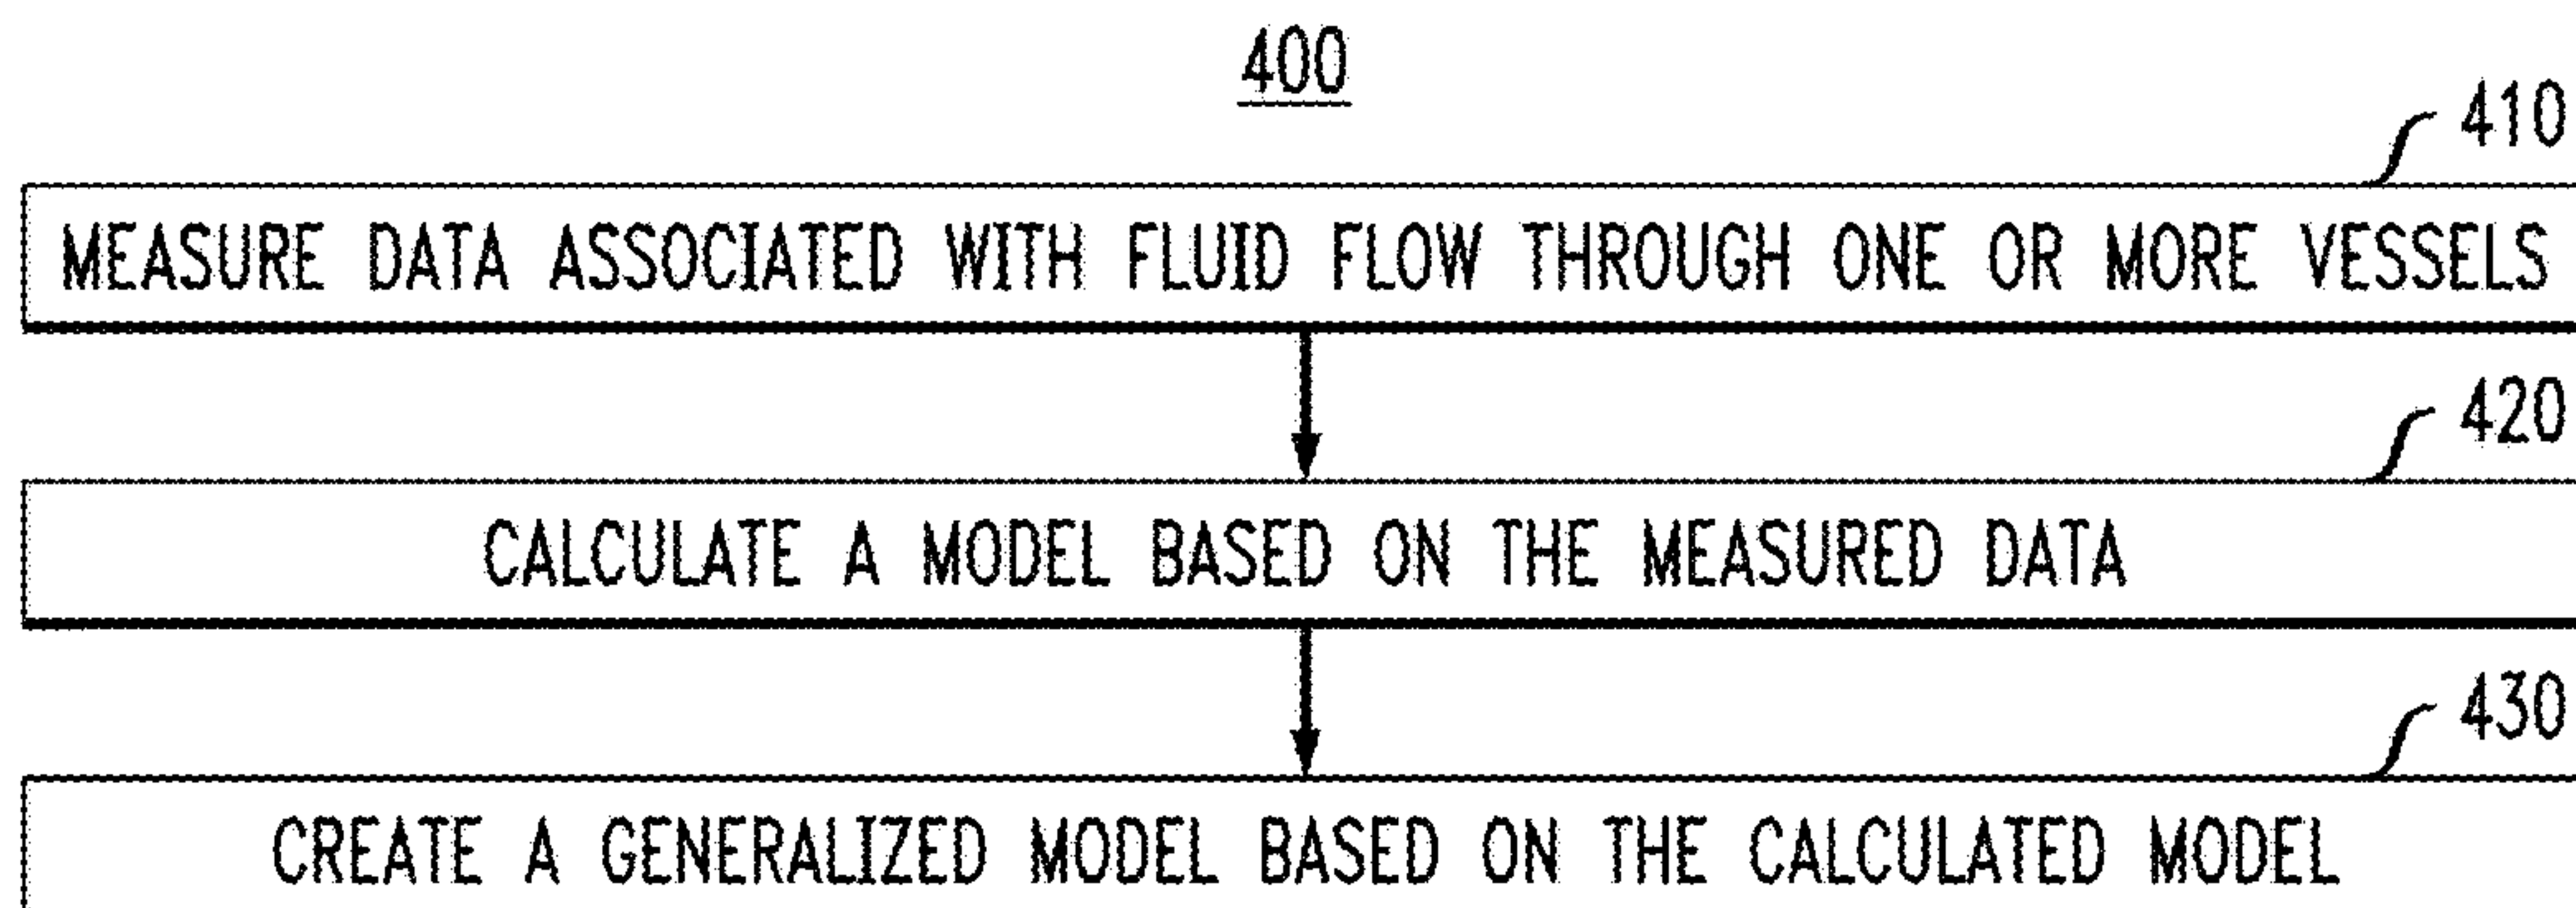 400
410
MEASURE DATA ASSOCIATED WITH FLUID FLOW THROUGH ONE OR MORE VESSELS
420
CALCULATE A MODEL BASED ON THE MEASURED DATA
430
CREATE A GENERALIZED MODEL BASED ON THE CALCULATED MODEL